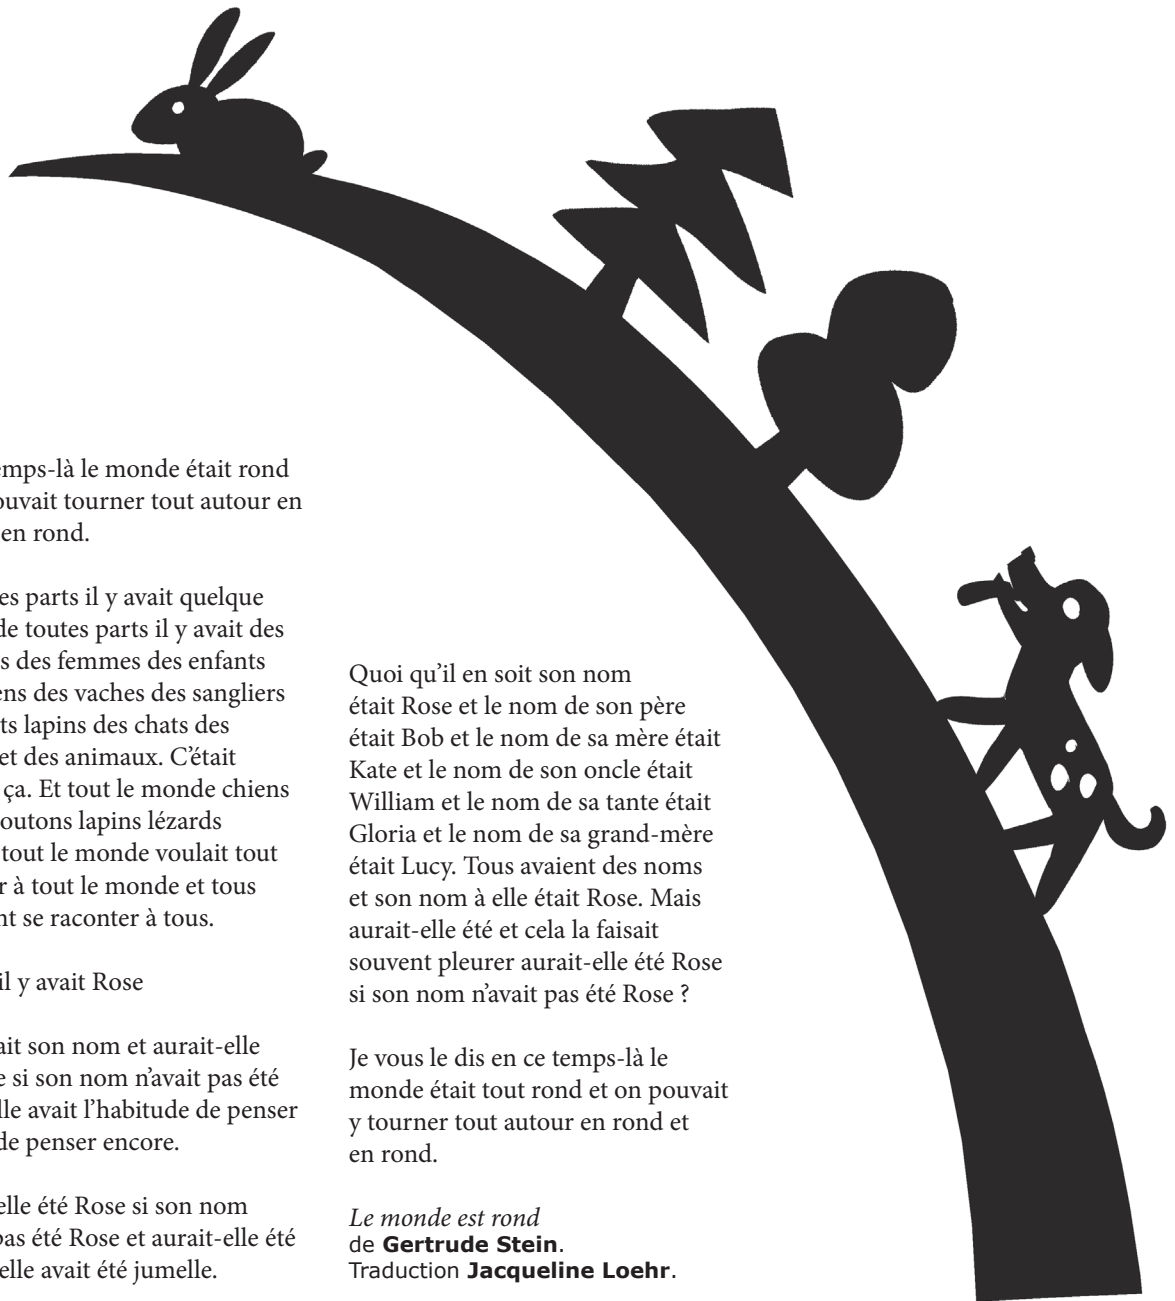 emps-là le monde était rond
ouvait tourner tout autour en
en rond.
es parts il y avait quelque
de toutes parts il y avait des
s des femmes des enfants
ens des vaches des sangliers
ts lapins des chats des
et des animaux. C’était
ça. Et tout le monde chiens
outons lapins lézards
tout le monde voulait tout
r à tout le monde et tous
nt se raconter à tous.
il y avait Rose
ait son nom et aurait-elle
e si son nom n’avait pas été
lle avait l’habitude de penser
de penser encore.
elle été Rose si son nom
pas été Rose et aurait-elle été
elle avait été jumelle.
Quoi qu’il en soit son nom
était Rose et le nom de son père
était Bob et le nom de sa mère était
Kate et le nom de son oncle était
William et le nom de sa tante était
Gloria et le nom de sa grand-mère
était Lucy. Tous avaient des noms
et son nom à elle était Rose. Mais
aurait-elle été et cela la faisait
souvent pleurer aurait-elle été Rose
si son nom n’avait pas été Rose ?
Je vous le dis en ce temps-là le
monde était tout rond et on pouvait
y tourner tout autour en rond et
en rond.
Le monde est rond
de Gertrude Stein.
Traduction Jacqueline Loehr.